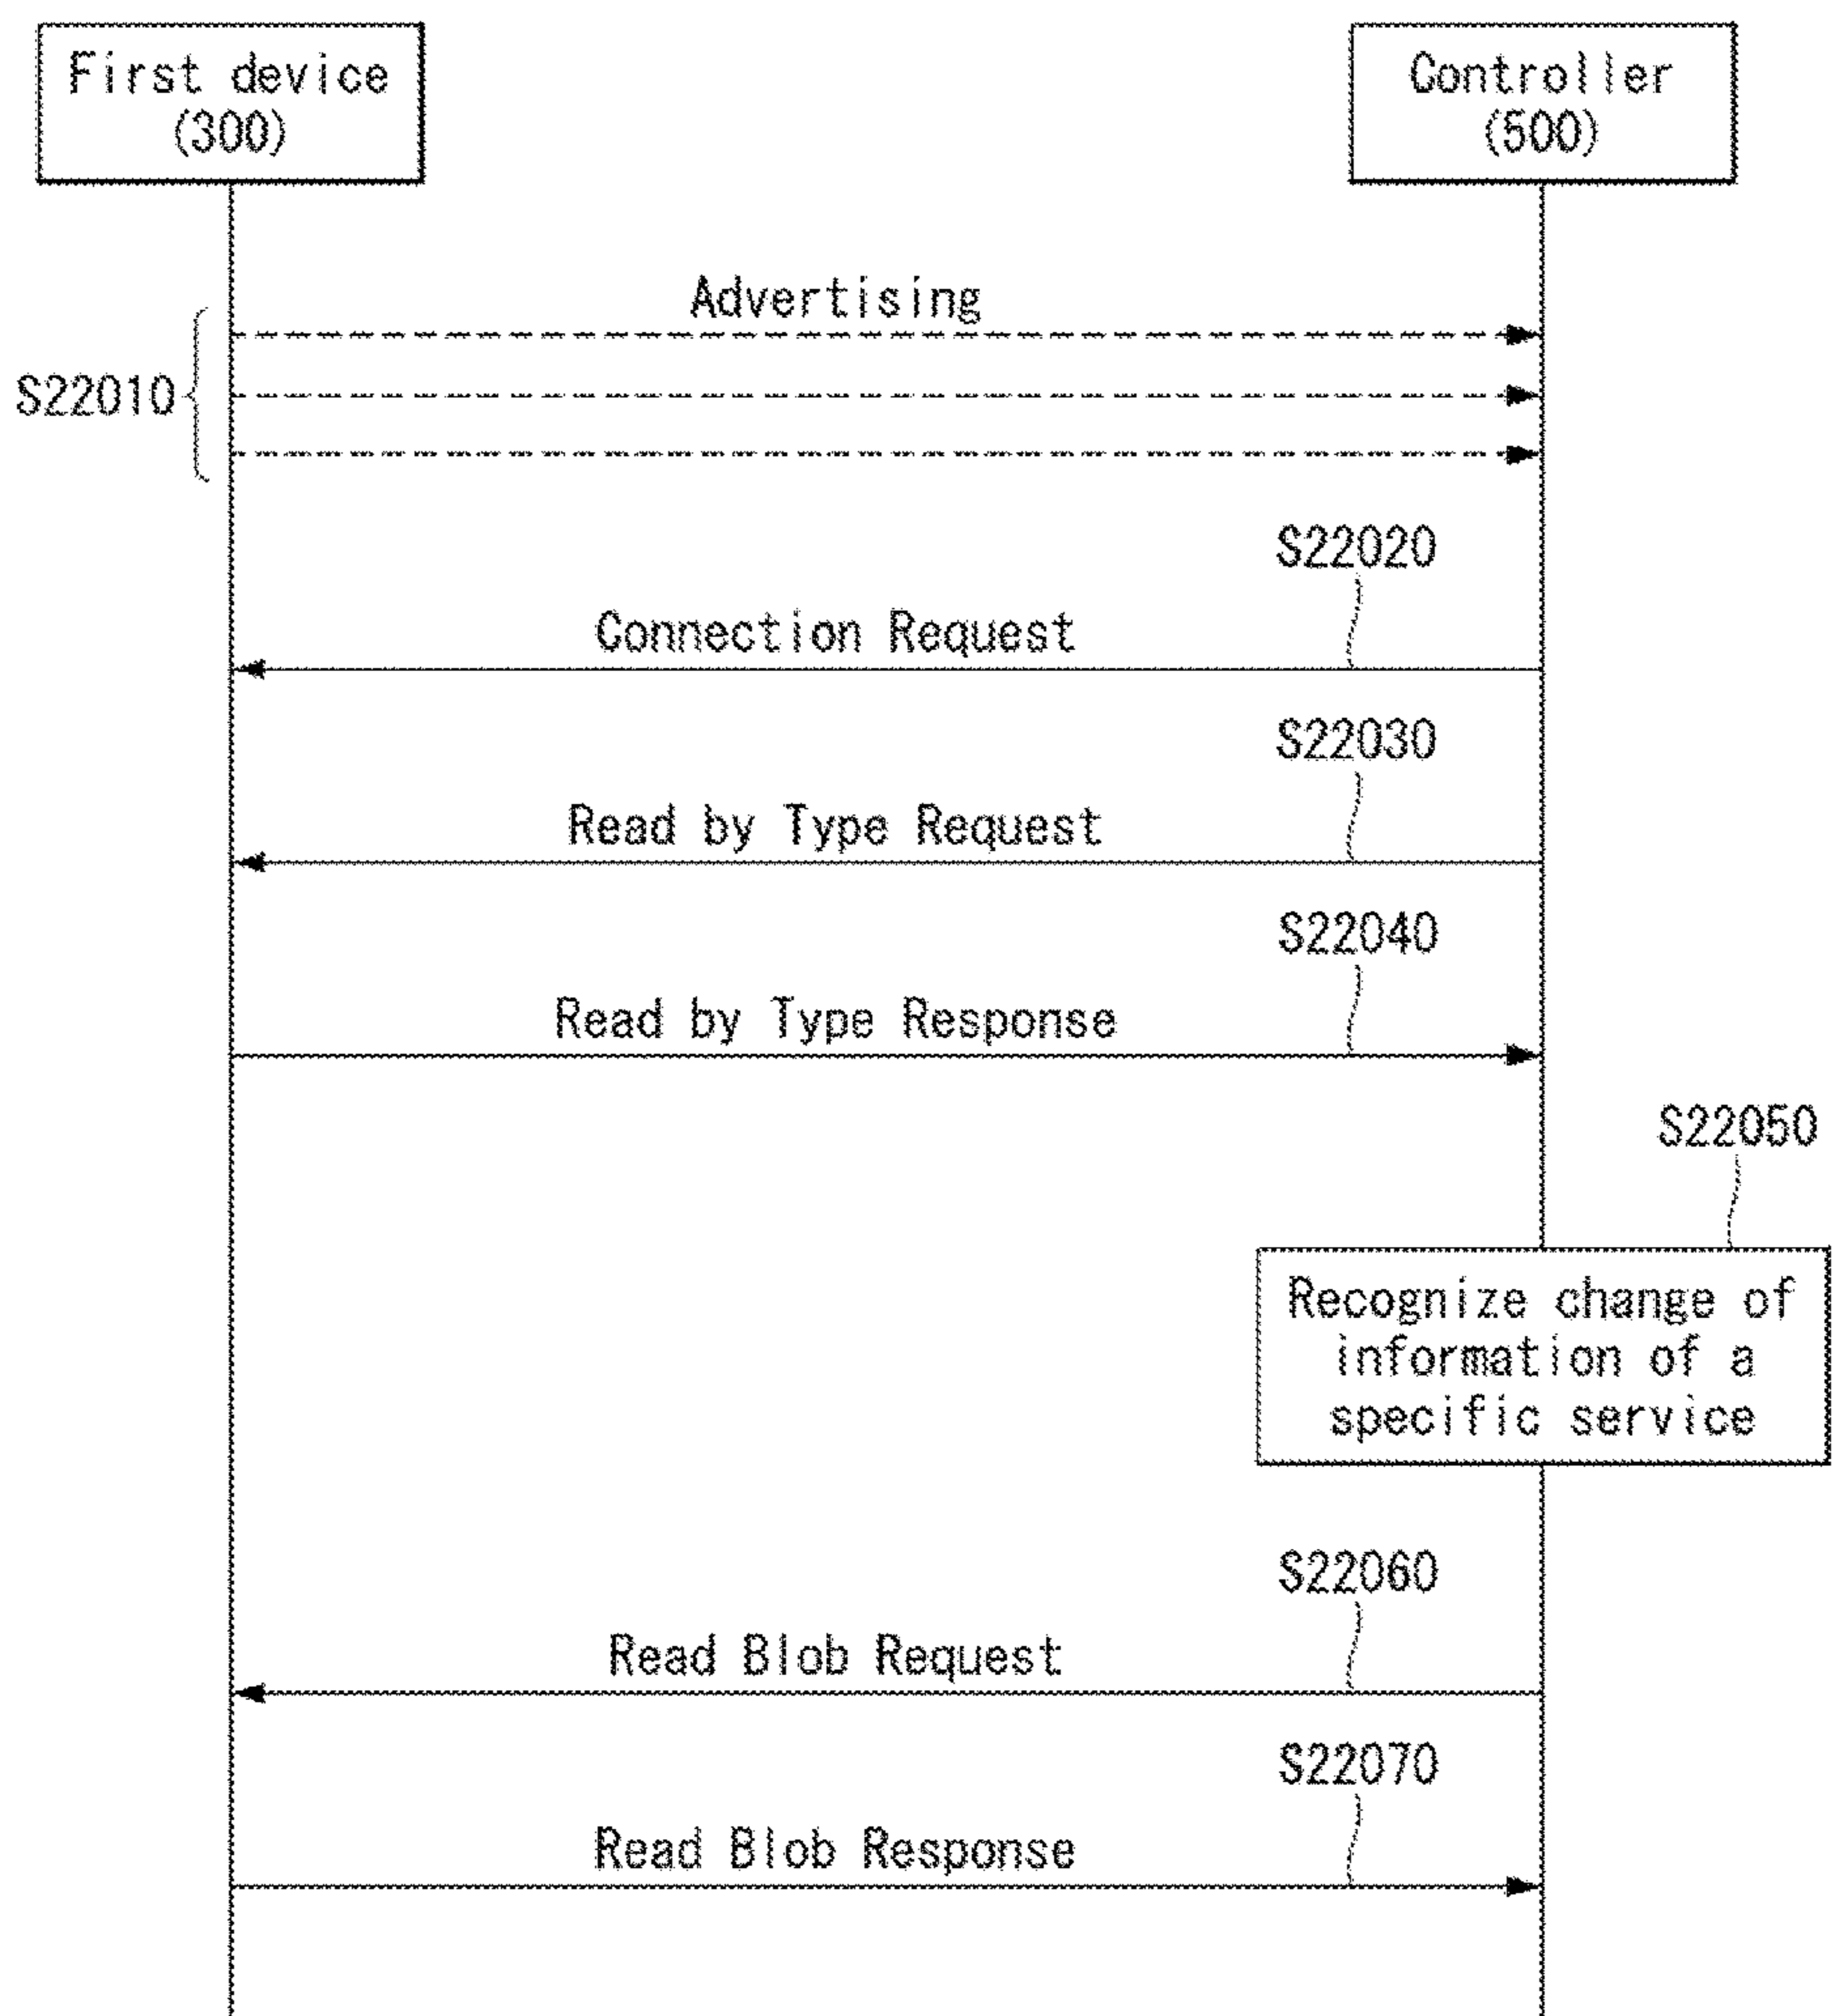 First device
(300)
Controller
(500)
Advertising
S22010
S22020
Connection Request
S22030
Read by Type Request
S22040
Read by Type Response
S22050
Recognize change of
information of a
specific service
S22060
Read Blob Request
S22070
Read Blob Response